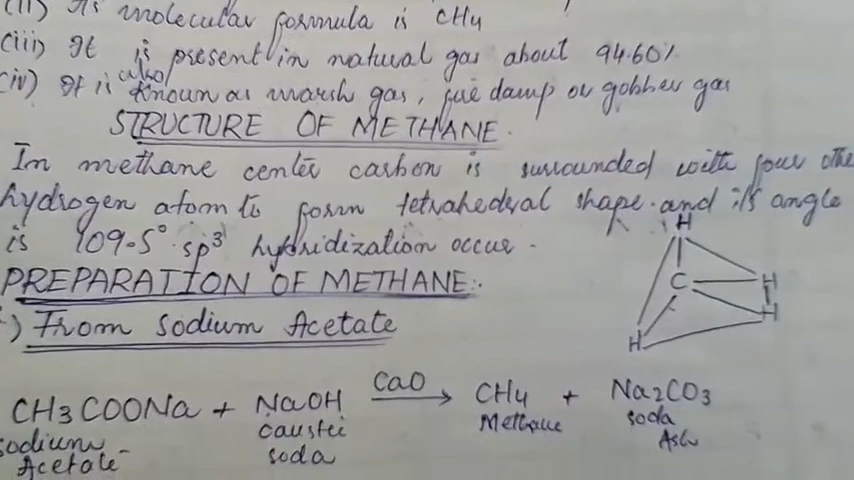 (ii) Its molecular formula is CH4
(iii) It is present in natural gas about 94.60%
(iv) It is also known as marsh gas, fire damp or gobber gas
STRUCTURE OF METHANE.
In methane center carbon is surrounded with four other
hydrogen atom to form tetrahedral shape and its angle
is 109.5° sp³ hybridization occur.
H
C H
H
H
PREPARATION OF METHANE:-
) From Sodium Acetate
CH3COONa + NaOH CaO → CH4 + Na2CO3
sodium Acetate caustic soda Methane soda Ash